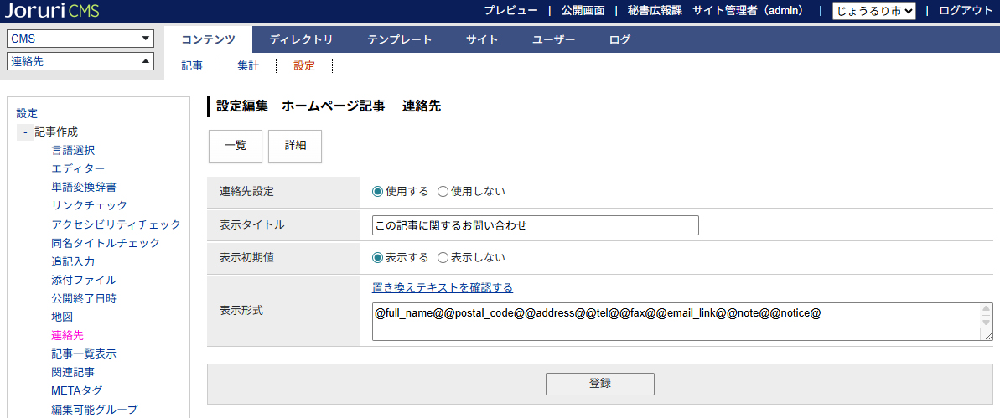 Joruri CMS プレビュー | 公開画面 | 秘書広報課 サイト管理者（admin） | じょうるり市 | ログアウト
CMS
コンテンツ ディレクトリ テンプレート サイト ユーザー ログ
連絡先
記事 集計 設定
設定
- 記事作成
言語選択
エディター
単語変換辞書
リンクチェック
アクセシビリティチェック
同名タイトルチェック
追記入力
添付ファイル
公開終了日時
地図
連絡先
記事一覧表示
関連記事
METAタグ
編集可能グループ
設定編集 ホームページ記事 連絡先
一覧 詳細
連絡先設定 使用する 使用しない
表示タイトル この記事に関するお問い合わせ
表示初期値 表示する 表示しない
表示形式 置き換えテキストを確認する
@full_name@@postal_code@@address@@tel@@fax@@email_link@@note@@notice@
登録